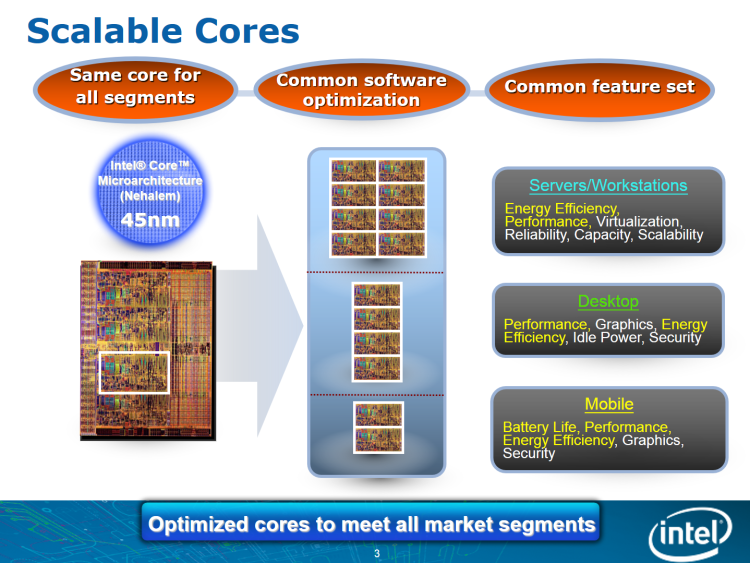 Scalable Cores
Same core for
all segments
Common software
optimization
Common feature set
Intel® Core™
Microarchitecture
(Nehalem)
45nm
Servers/Workstations
Energy Efficiency,
Performance, Virtualization,
Reliability, Capacity, Scalability
Desktop
Performance, Graphics, Energy
Efficiency, Idle Power, Security
Mobile
Battery Life, Performance,
Energy Efficiency, Graphics,
Security
Optimized cores to meet all market segments
3
intel®